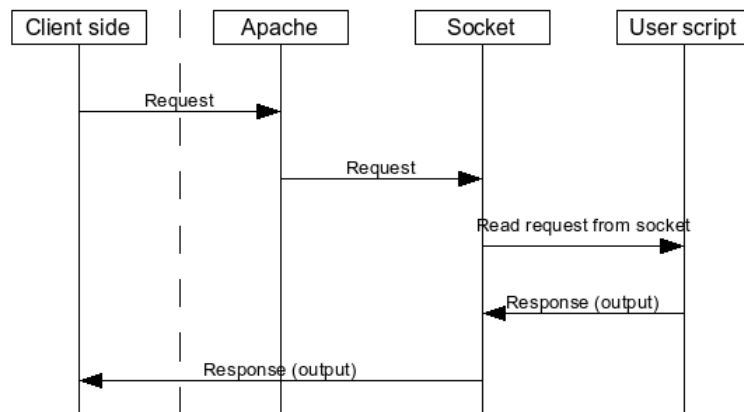 Client side
Apache
Socket
User script
Request
Request
Read request from socket
Response (output)
Response (output)